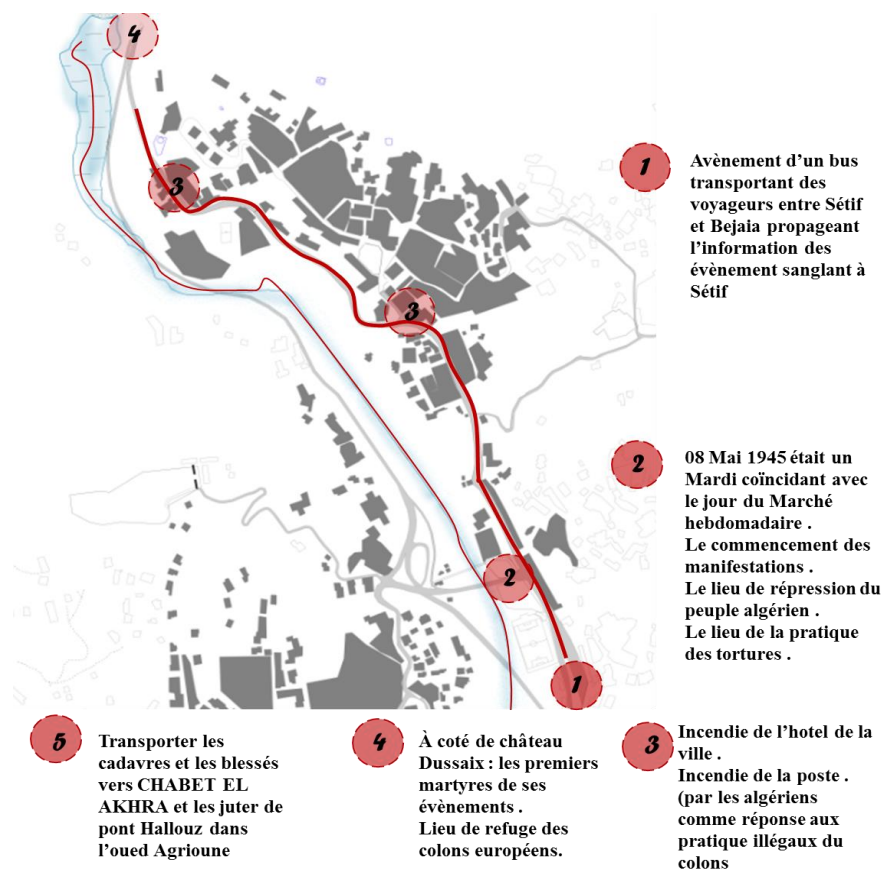 4
3
3
2
1
1
Avènement d’un bus
transportant des
voyageurs entre Sétif
et Bejaia propageant
l’information des
évènement sanglant à
Sétif
2
08 Mai 1945 était un
Mardi coïncidant avec
le jour du Marché
hebdomadaire .
Le commencement des
manifestations .
Le lieu de répression du
peuple algérien .
Le lieu de la pratique
des tortures .
5
Transporter les
cadavres et les blessés
vers CHABET EL
AKHRA et les juter de
pont Hallouz dans
l’oued Agrioune
4
À coté de château
Dussaix : les premiers
martyres de ses
évènements .
Lieu de refuge des
colons européens.
3
Incendie de l’hotel de la
ville .
Incendie de la poste .
(par les algériens
comme réponse aux
pratique illégaux du
colons